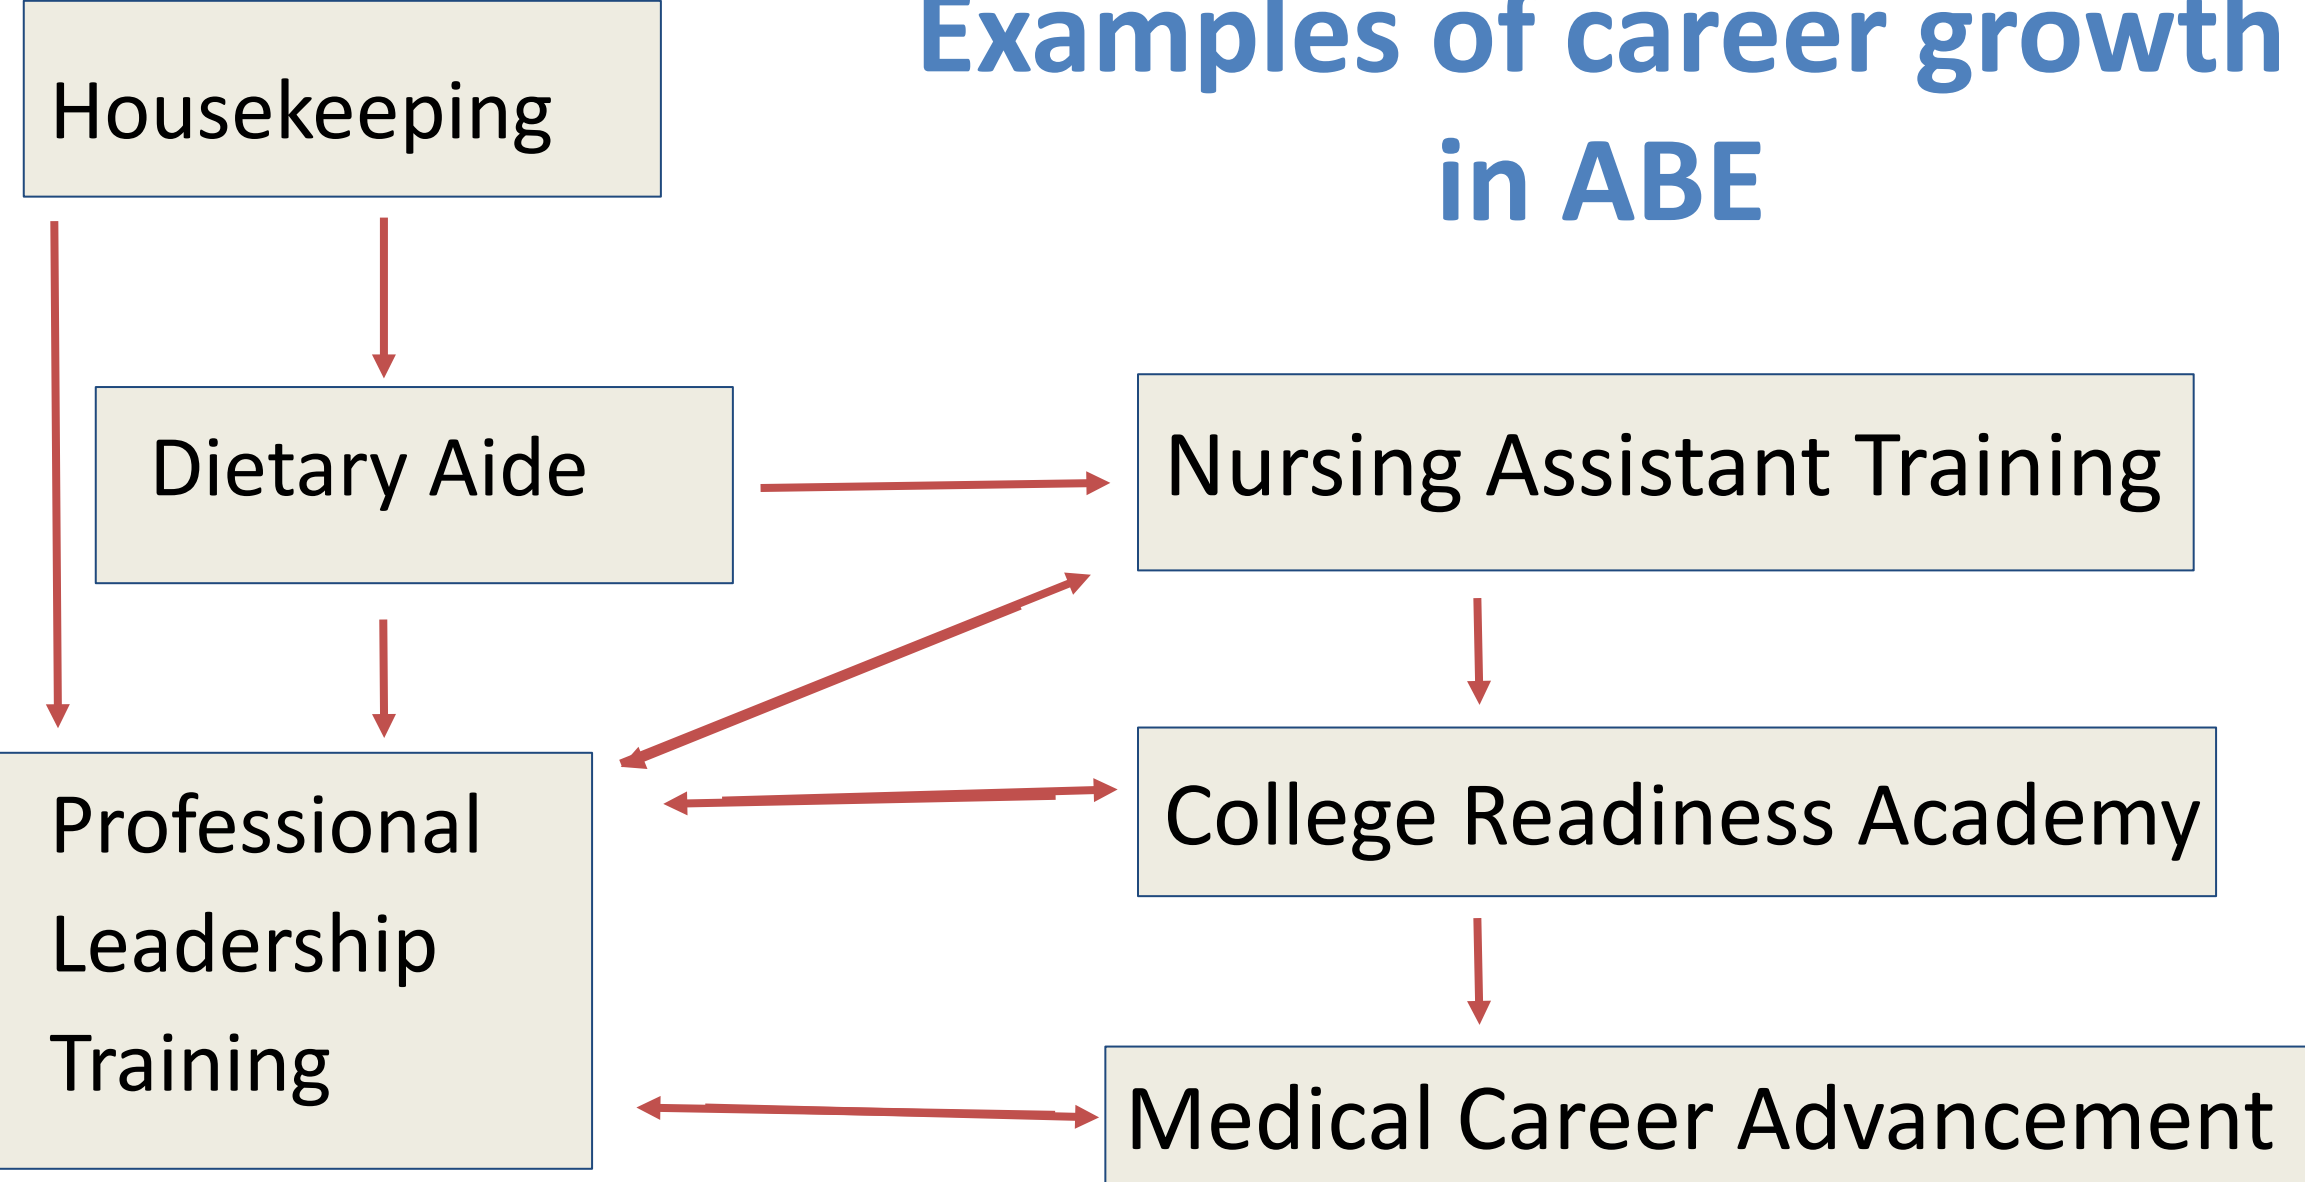 Examples of career growth
in ABE
Housekeeping
Dietary Aide
Nursing Assistant Training
Professional
Leadership
Training
College Readiness Academy
Medical Career Advancement